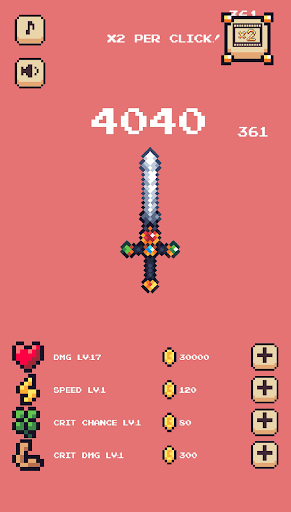 361
X2 PER CLICK!
X2
4040
361
DMG LV.17 30000
SPEED LV.1 120
CRIT CHANCE LV.1 80
CRIT DMG LV.1 300